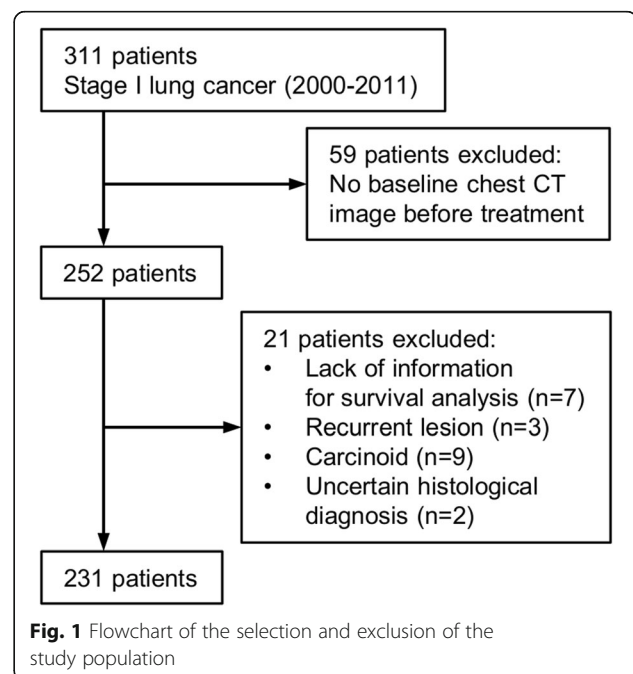 311 patients
Stage I lung cancer (2000-2011)
59 patients excluded:
No baseline chest CT
image before treatment
252 patients
21 patients excluded:
• Lack of information
for survival analysis (n=7)
• Recurrent lesion (n=3)
• Carcinoid (n=9)
• Uncertain histological
diagnosis (n=2)
231 patients
Fig. 1 Flowchart of the selection and exclusion of the
study population